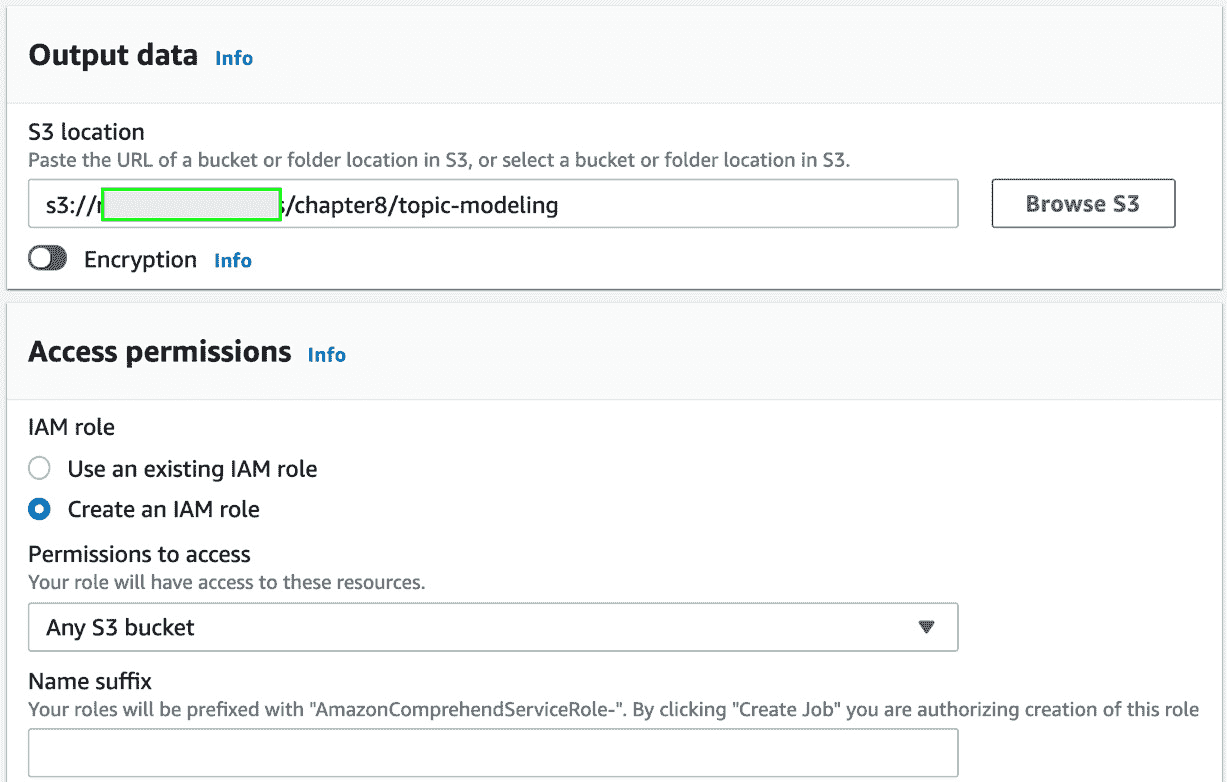 Output data Info
S3 location
Paste the URL of a bucket or folder location in S3, or select a bucket or folder location in S3.
s3:// /chapter8/topic-modeling
Browse S3
Encryption Info
Access permissions Info
IAM role
Use an existing IAM role
Create an IAM role
Permissions to access
Your role will have access to these resources.
Any S3 bucket
Name suffix
Your roles will be prefixed with "AmazonComprehendServiceRole-". By clicking "Create Job" you are authorizing creation of this role